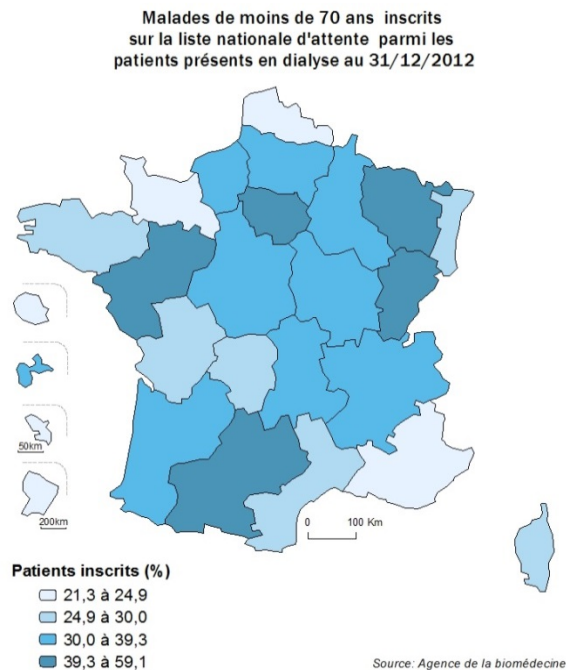 Malades de moins de 70 ans inscrits
sur la liste nationale d'attente parmi les
patients présents en dialyse au 31/12/2012
50km
200km
0 100 Km
Patients inscrits (%)
21,3 à 24,9
24,9 à 30,0
30,0 à 39,3
39,3 à 59,1
Source: Agence de la biomédecine